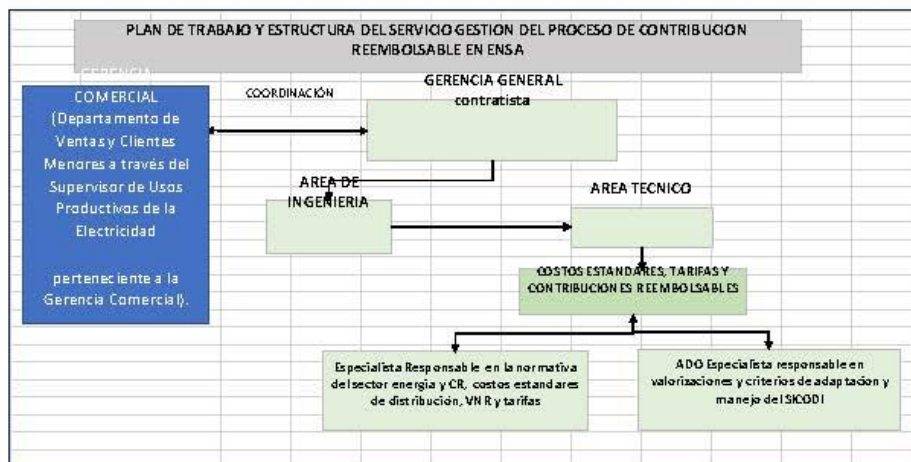 PLAN DE TRABAJO Y ESTRUCTURA DEL SERVICIO GESTION DEL PROCESO DE CONTRIBUCION
REEMBOLSABLE EN ENSA
GERENCIA
COMERCIAL
(Departamento de
Ventas y Clientes
Menores a través del
Supervisor de Usos
Productivos de la
Electricidad
perteneciente a la
Gerencia Comercial).
COORDINACIÓN
GERENCIA GENERAL
contratista
AREA DE
INGENIERIA
AREA TECNICO
COSTOS ESTANDARES, TARIFAS Y
CONTRIBUCIONES REEMBOLSABLES
Especialista Responsable en la normativa
del sector energia y CR, costos estandares
de distribución, VNR y tarifas
ADO Especialista responsable en
valorizaciones y criterios de adaptacion y
manejo del SICODI